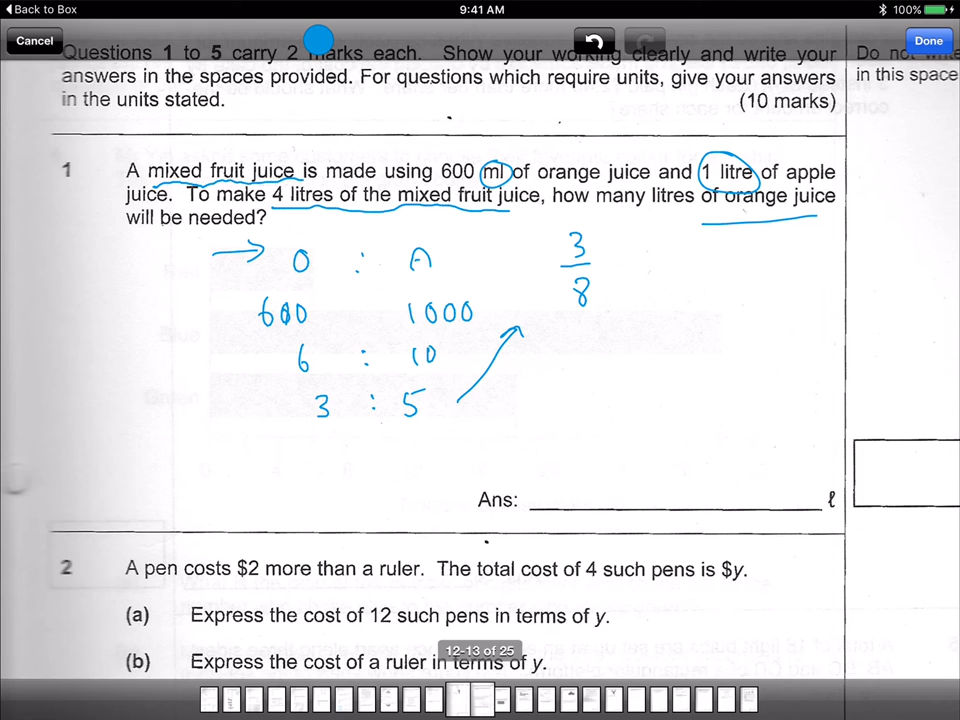 Back to Box
9:41 AM
100%
Cancel
Done
Questions 1 to 5 carry 2 marks each. Show your working clearly and write your
answers in the spaces provided. For questions which require units, give your answers
in the units stated.
(10 marks)
Do not write
in this space
1
A mixed fruit juice is made using 600 ml of orange juice and 1 litre of apple
juice. To make 4 litres of the mixed fruit juice, how many litres of orange juice
will be needed?
O : A
600 1000
6 : 10
3 : 5
3
8
Ans: ℓ
2
A pen costs $2 more than a ruler. The total cost of 4 such pens is $y.
(a) Express the cost of 12 such pens in terms of y.
(b) Express the cost of a ruler in terms of y.
12-13 of 25